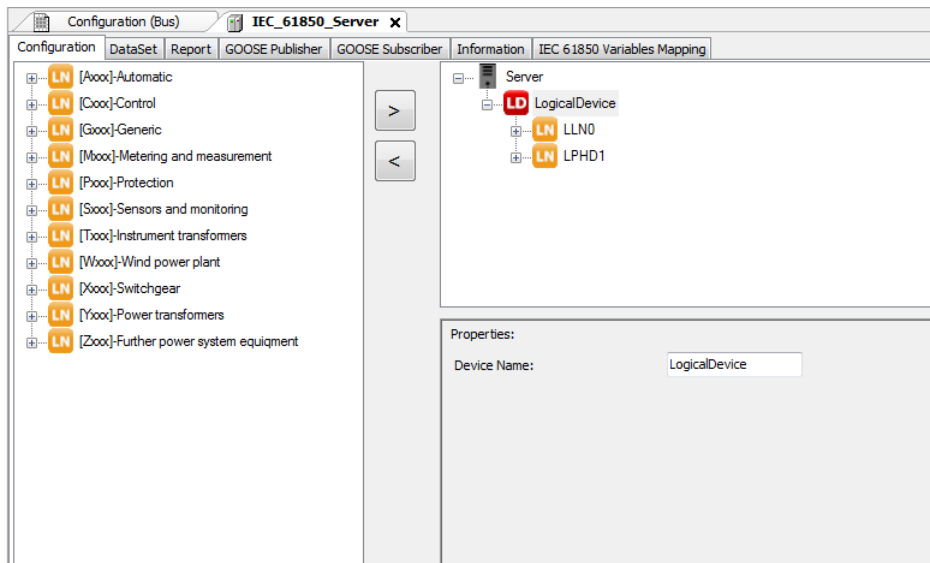 Configuration (Bus) IEC_61850_Server X
Configuration DataSet Report GOOSE Publisher GOOSE Subscriber Information IEC 61850 Variables Mapping
LN [Axxx]-Automatic
LN [Cxxx]-Control
LN [Gxxx]-Generic
LN [Mxxx]-Metering and measurement
LN [Pxxx]-Protection
LN [Sxxx]-Sensors and monitoring
LN [Txxx]-Instrument transformers
LN [Wxxx]-Wind power plant
LN [Xxxx]-Switchgear
LN [Yxxx]-Power transformers
LN [Zxxx]-Further power system equiqment
>
<
Server
LD LogicalDevice
LN LLN0
LN LPHD1
Properties:
Device Name: LogicalDevice